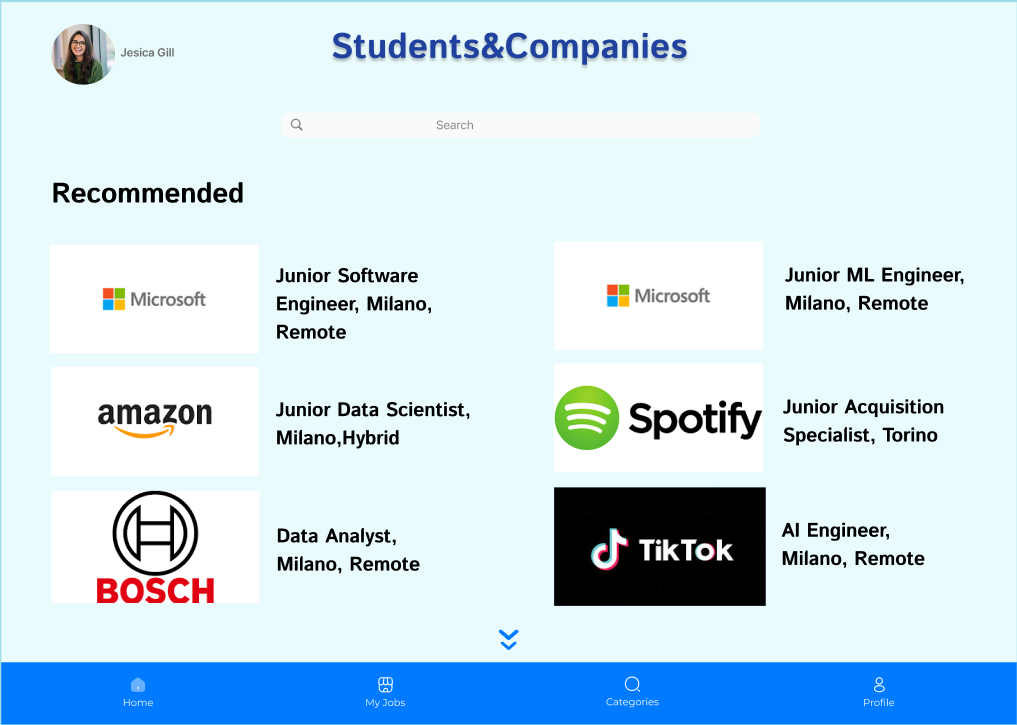 Jesica Gill
Students&Companies
Search
Recommended
Microsoft
Junior Software
Engineer, Milano,
Remote
Microsoft
Junior ML Engineer,
Milano, Remote
amazon
Junior Data Scientist,
Milano,Hybrid
Spotify
Junior Acquisition
Specialist, Torino
BOSCH
Data Analyst,
Milano, Remote
TikTok
AI Engineer,
Milano, Remote
Home
My Jobs
Categories
Profile